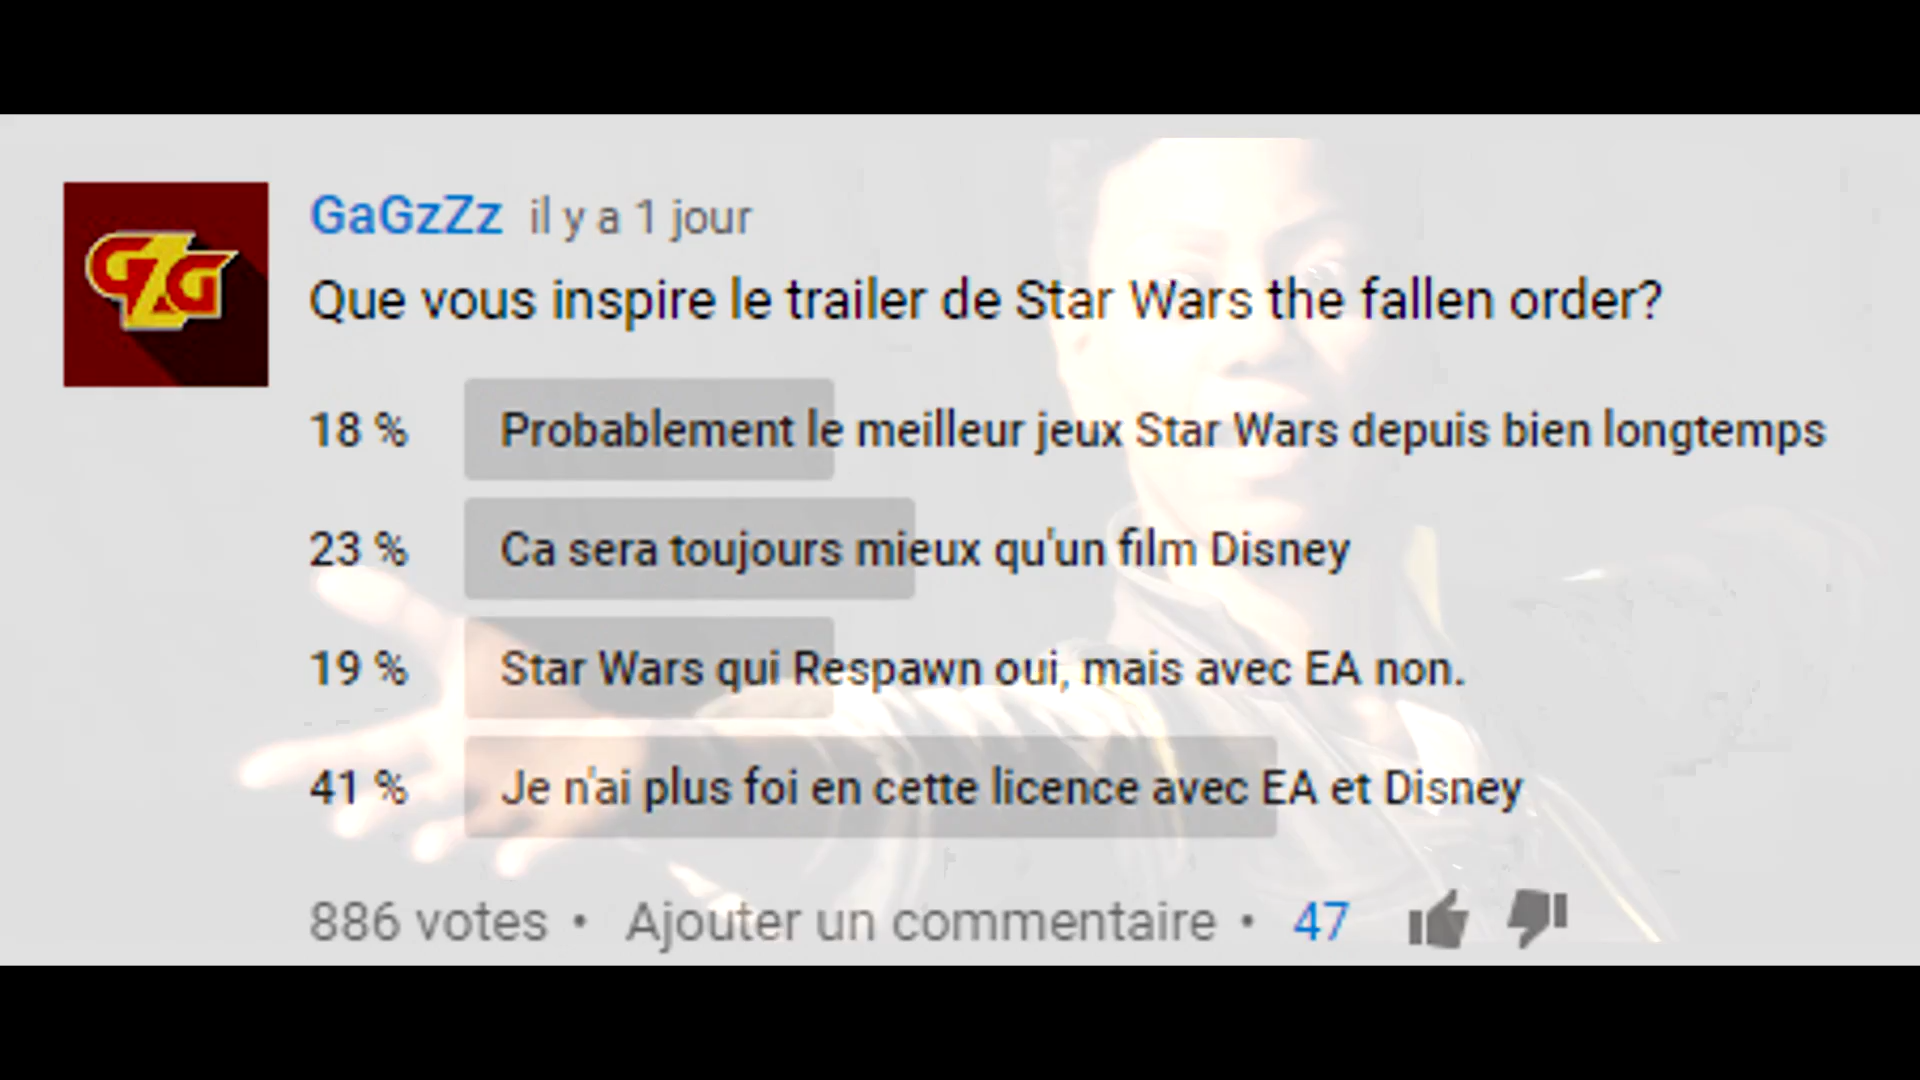 GZG
GaGzZz il y a 1 jour
Que vous inspire le trailer de Star Wars the fallen order?
18 % Probablement le meilleur jeux Star Wars depuis bien longtemps
23 % Ca sera toujours mieux qu'un film Disney
19 % Star Wars qui Respawn oui, mais avec EA non.
41 % Je n'ai plus foi en cette licence avec EA et Disney
886 votes • Ajouter un commentaire • 47